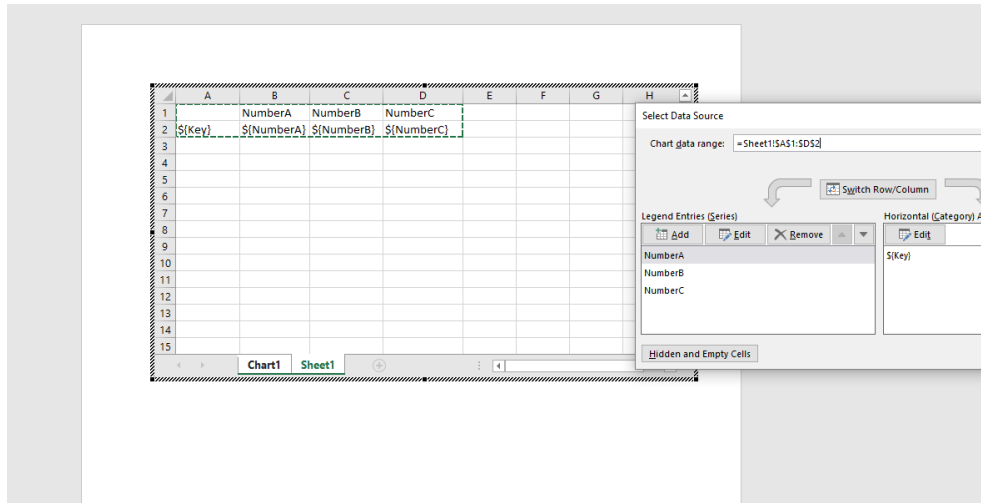 A B C D E F G H
1 NumberA NumberB NumberC
2 ${Key} ${NumberA} ${NumberB} ${NumberC}
3
4
5
6
7
8
9
10
11
12
13
14
15
Chart1 Sheet1
Select Data Source
Chart data range: =Sheet1!$A$1:$D$2
Switch Row/Column
Legend Entries (Series) Horizontal (Category) A
Add Edit Remove Edit
NumberA ${Key}
NumberB
NumberC
Hidden and Empty Cells